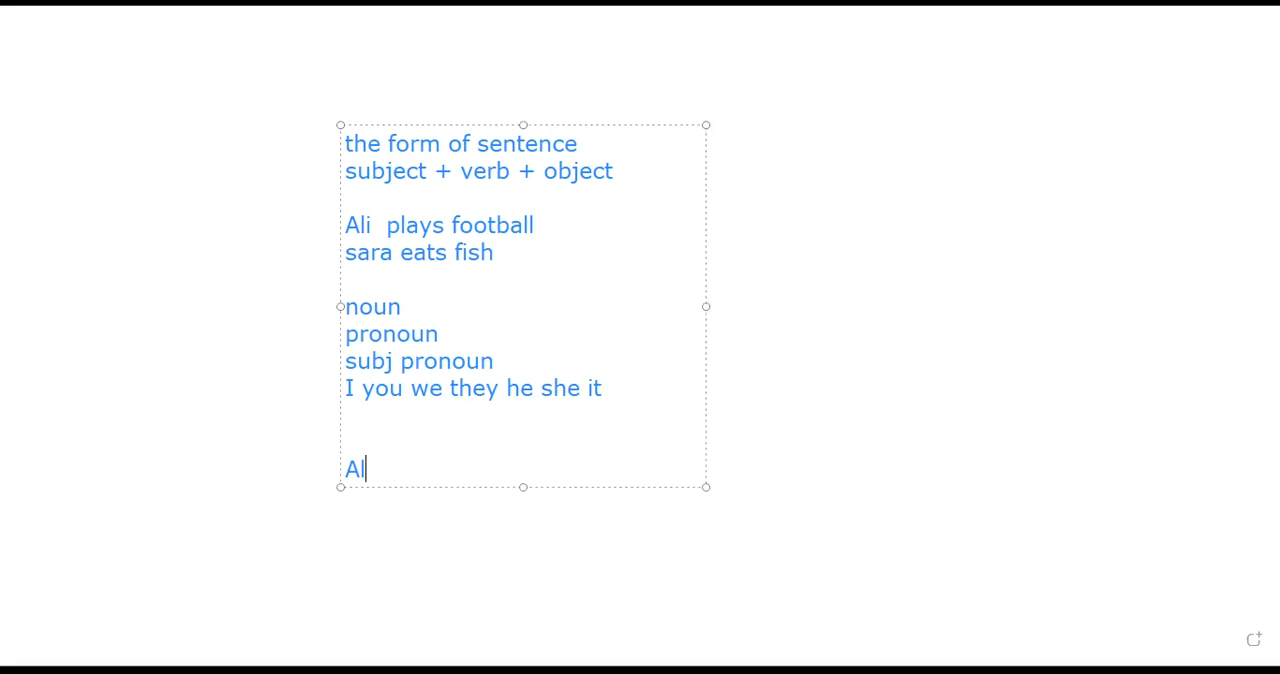 the form of sentence
subject + verb + object
Ali  plays football
sara eats fish
noun
pronoun
subj pronoun
I you we they he she it
Al